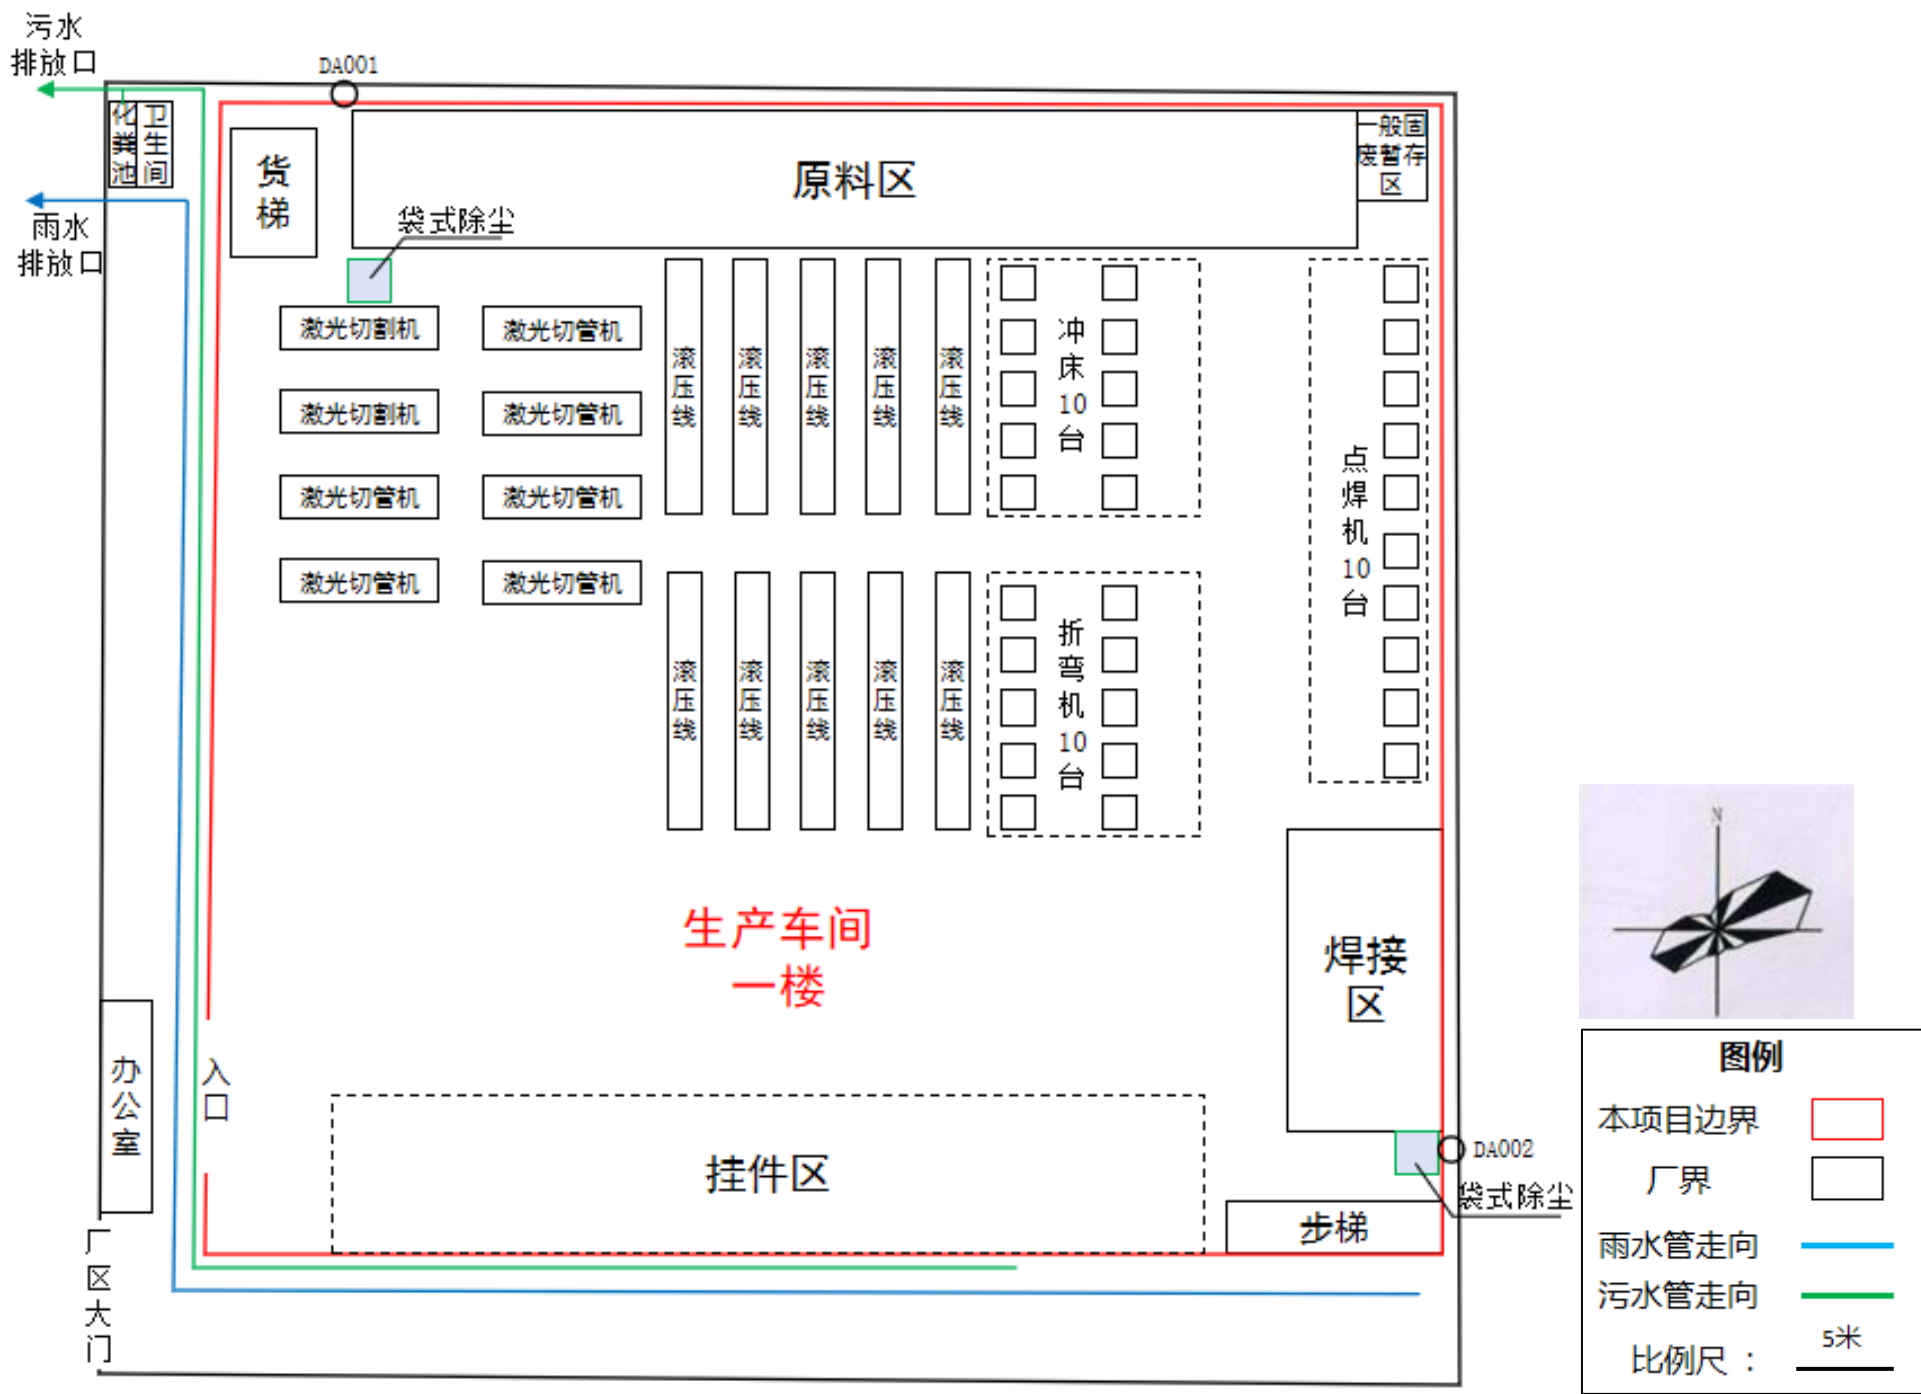 污水
排放口
DA001
化粪池
卫生间
货梯
原料区
一般固
废暂存
区
雨水
排放口
袋式除尘
激光切割机
激光切管机
激光切割机
激光切管机
激光切管机
激光切管机
激光切管机
激光切管机
滚压线
滚压线
滚压线
滚压线
滚压线
冲床10台
点焊机10台
滚压线
滚压线
滚压线
滚压线
滚压线
折弯机10台
生产车间
一楼
焊接
区
办公室
入口
挂件区
DA002
袋式除尘
步梯
厂区大门
N
图例
本项目边界
厂界
雨水管走向
污水管走向
5米
比例尺：